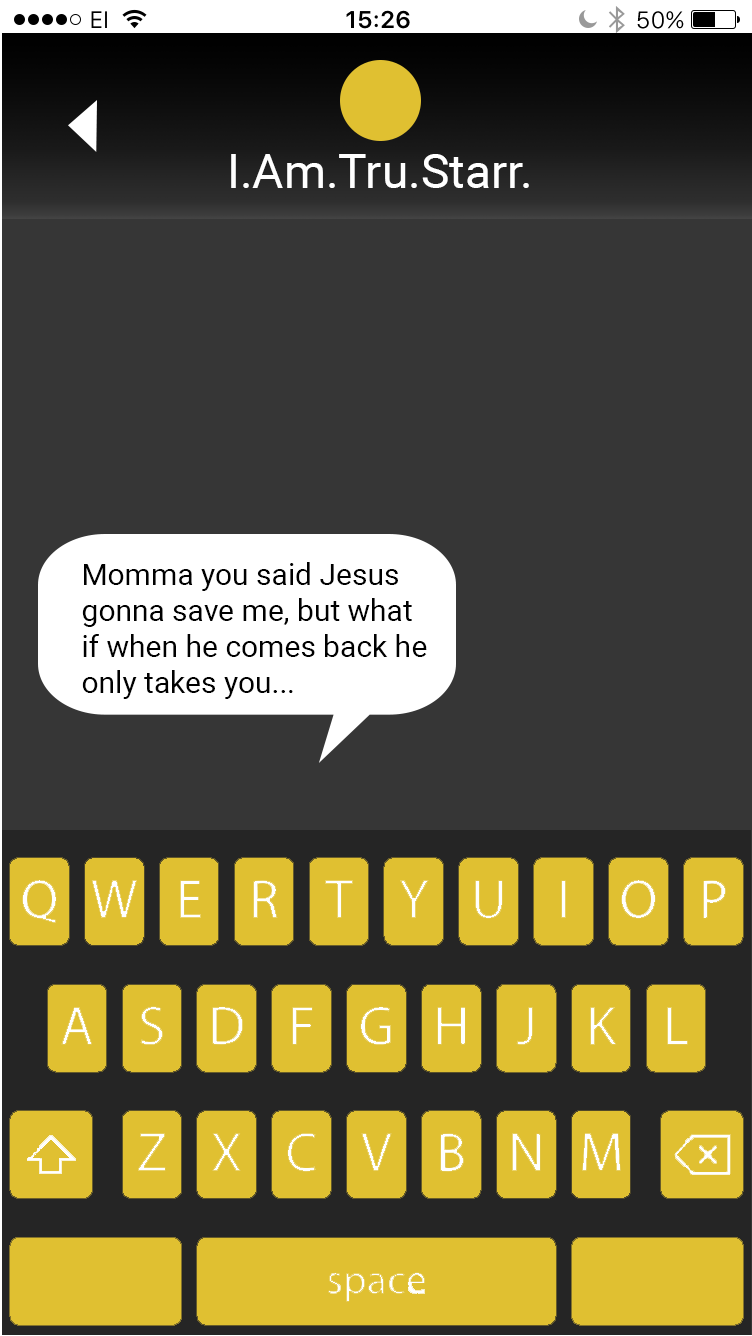 EI 15:26 50%
I.Am.Tru.Starr.
Momma you said Jesus
gonna save me, but what
if when he comes back he
only takes you...
Q W E R T Y U I O P
A S D F G H J K L
Z X C V B N M
space